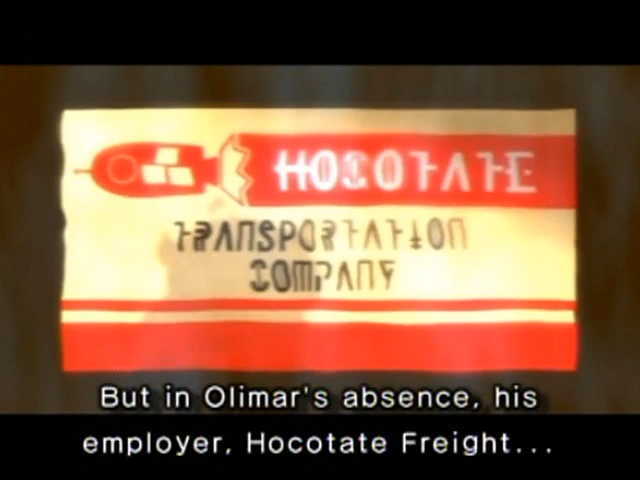 HOCOTATE
TRANSPORTATION
COMPANY
But in Olimar's absence, his
employer, Hocotate Freight...